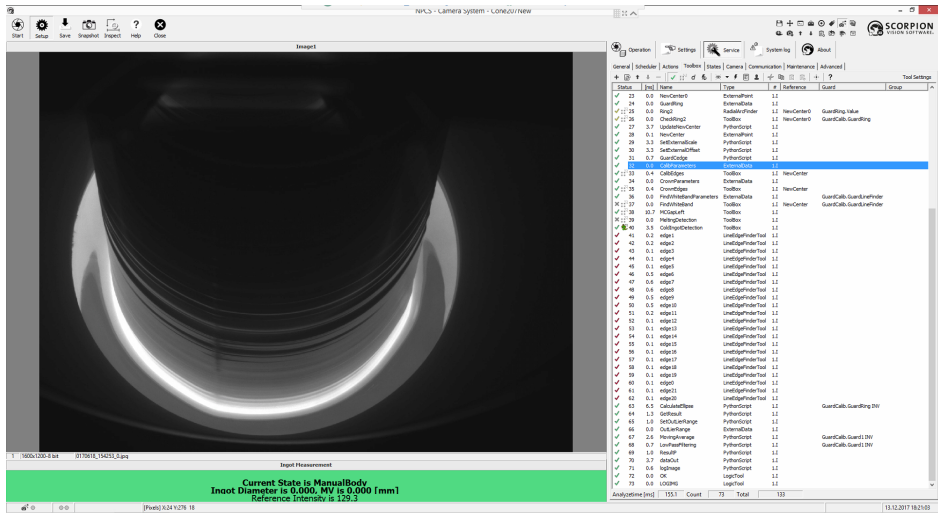 NPCS - Camera System - Cone207New
Start Setup Save Snapshot Inspect Help Close
SCORPION
VISION SOFTWARE
Image1
Operation Settings Service System log About
General Scheduler Actions Toolbox States Camera Communication Maintenance Advanced
Tool Settings
Status [ms] Name Type # Reference Guard Group
23 0.0 NewCenter0 ExternalPoint 1.1
24 0.0 GuardRing ExternalData 1.1
25 0.0 Ring2 RadialArcFinder 1.1 NewCenter0 GuardRing.Value
26 0.0 CheckRing2 ToolBox 1.1 NewCenter0 GuardCalib.GuardRing
27 3.7 UpdateNewCenter PythonScript 1.1
28 0.1 NewCenter ExternalPoint 1.1
29 3.3 SetExternalScale PythonScript 1.1
30 3.3 SetExternalOffset PythonScript 1.1
31 0.7 GuardCedge PythonScript 1.1
32 0.0 CalibParameters ExternalData 1.1
33 0.4 CalibEdges ToolBox 1.1 NewCenter
34 0.0 CrownParameters ExternalData 1.1
35 0.4 CrownEdges ToolBox 1.1 NewCenter
36 0.0 FindWhiteBandParameters ExternalData 1.1 GuardCalib.GuardLineFinder
37 0.0 FindWhiteBand ToolBox 1.1 NewCenter GuardCalib.GuardLineFinder
38 10.7 MCGapLeft ToolBox 1.1
39 0.0 MeltingDetection ToolBox 1.1
40 3.5 ColdIngotDetection ToolBox 1.1
41 0.2 edge1 LineEdgeFinderTool 1.1
42 0.2 edge2 LineEdgeFinderTool 1.1
43 0.1 edge3 LineEdgeFinderTool 1.1
44 0.1 edge4 LineEdgeFinderTool 1.1
45 0.1 edge5 LineEdgeFinderTool 1.1
46 0.5 edge6 LineEdgeFinderTool 1.1
47 0.6 edge7 LineEdgeFinderTool 1.1
48 0.6 edge8 LineEdgeFinderTool 1.1
49 0.5 edge9 LineEdgeFinderTool 1.1
50 0.5 edge10 LineEdgeFinderTool 1.1
51 0.2 edge11 LineEdgeFinderTool 1.1
52 0.1 edge12 LineEdgeFinderTool 1.1
53 0.1 edge13 LineEdgeFinderTool 1.1
54 0.1 edge14 LineEdgeFinderTool 1.1
55 0.1 edge15 LineEdgeFinderTool 1.1
56 0.1 edge16 LineEdgeFinderTool 1.1
57 0.1 edge17 LineEdgeFinderTool 1.1
58 0.1 edge18 LineEdgeFinderTool 1.1
59 0.1 edge19 LineEdgeFinderTool 1.1
60 0.1 edge0 LineEdgeFinderTool 1.1
61 0.1 edge21 LineEdgeFinderTool 1.1
62 0.1 edge20 LineEdgeFinderTool 1.1
63 6.5 CalculateEllipse PythonScript 1.1 GuardCalib.GuardRing INV
64 1.3 GetResult PythonScript 1.1
65 1.0 SetOutLierRange PythonScript 1.1
66 0.0 OutLierRange ExternalData 1.1
67 2.6 MovingAverage PythonScript 1.1 GuardCalib.Guard1 INV
68 0.7 LowPassFiltering PythonScript 1.1 GuardCalib.Guard1 INV
69 1.0 ResultF PythonScript 1.1
70 3.7 dataOut PythonScript 1.1
71 0.6 logImage PythonScript 1.1
72 0.0 OK LogicTool 1.1
73 0.0 LOGIMG LogicTool 1.1
1 1600x1200-8 bit 0170618_154253_0.jpg
Ingot Measurement
Current State is ManualBody
Ingot Diameter is 0.000, MV is 0.000 [mm]
Reference Intensity is 129.3
Analyzetime [ms] 155.1 Count 73 Total 133
[Pixels] X:24 Y:276 18
13.12.2017 18:21:03